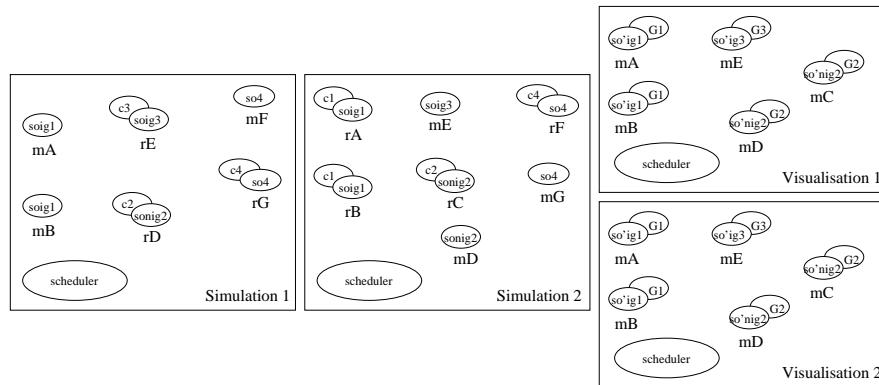 soig1
mA
c3
soig3
rE
so4
mF
soig1
mB
c2
sonig2
rD
c4
so4
rG
scheduler
Simulation 1
c1
soig1
rA
soig3
mE
c4
so4
rF
c1
soig1
rB
c2
sonig2
rC
so4
mG
sonig2
mD
scheduler
Simulation 2
so'ig1
G1
mA
so'ig3
G3
mE
so'nig2
G2
mC
so'ig1
G1
mB
so'nig2
G2
mD
scheduler
Visualisation 1
so'ig1
G1
mA
so'ig3
G3
mE
so'nig2
G2
mC
so'ig1
G1
mB
so'nig2
G2
mD
scheduler
Visualisation 2